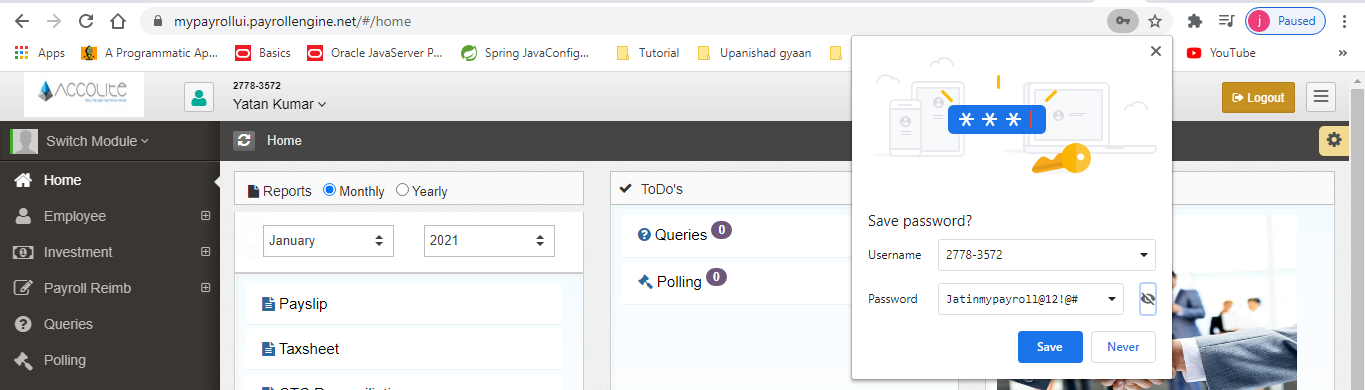 mypayrollui.payrollengine.net/#/home
j Paused
Apps
A Programmatic Ap...
Basics
Oracle JavaServer P...
Spring JavaConfig...
Tutorial
Upanishad gyaan
YouTube
»
ACCOLITE
2778-3572
Yatan Kumar
Logout
Switch Module
Home
Home
Employee
Investment
Payroll Reimb
Queries
Polling
Reports Monthly Yearly
January 2021
Payslip
Taxsheet
ToDo's
Queries 0
Polling 0
***
Save password?
Username 2778-3572
Password Jatinmypayroll@12!@#
Save Never